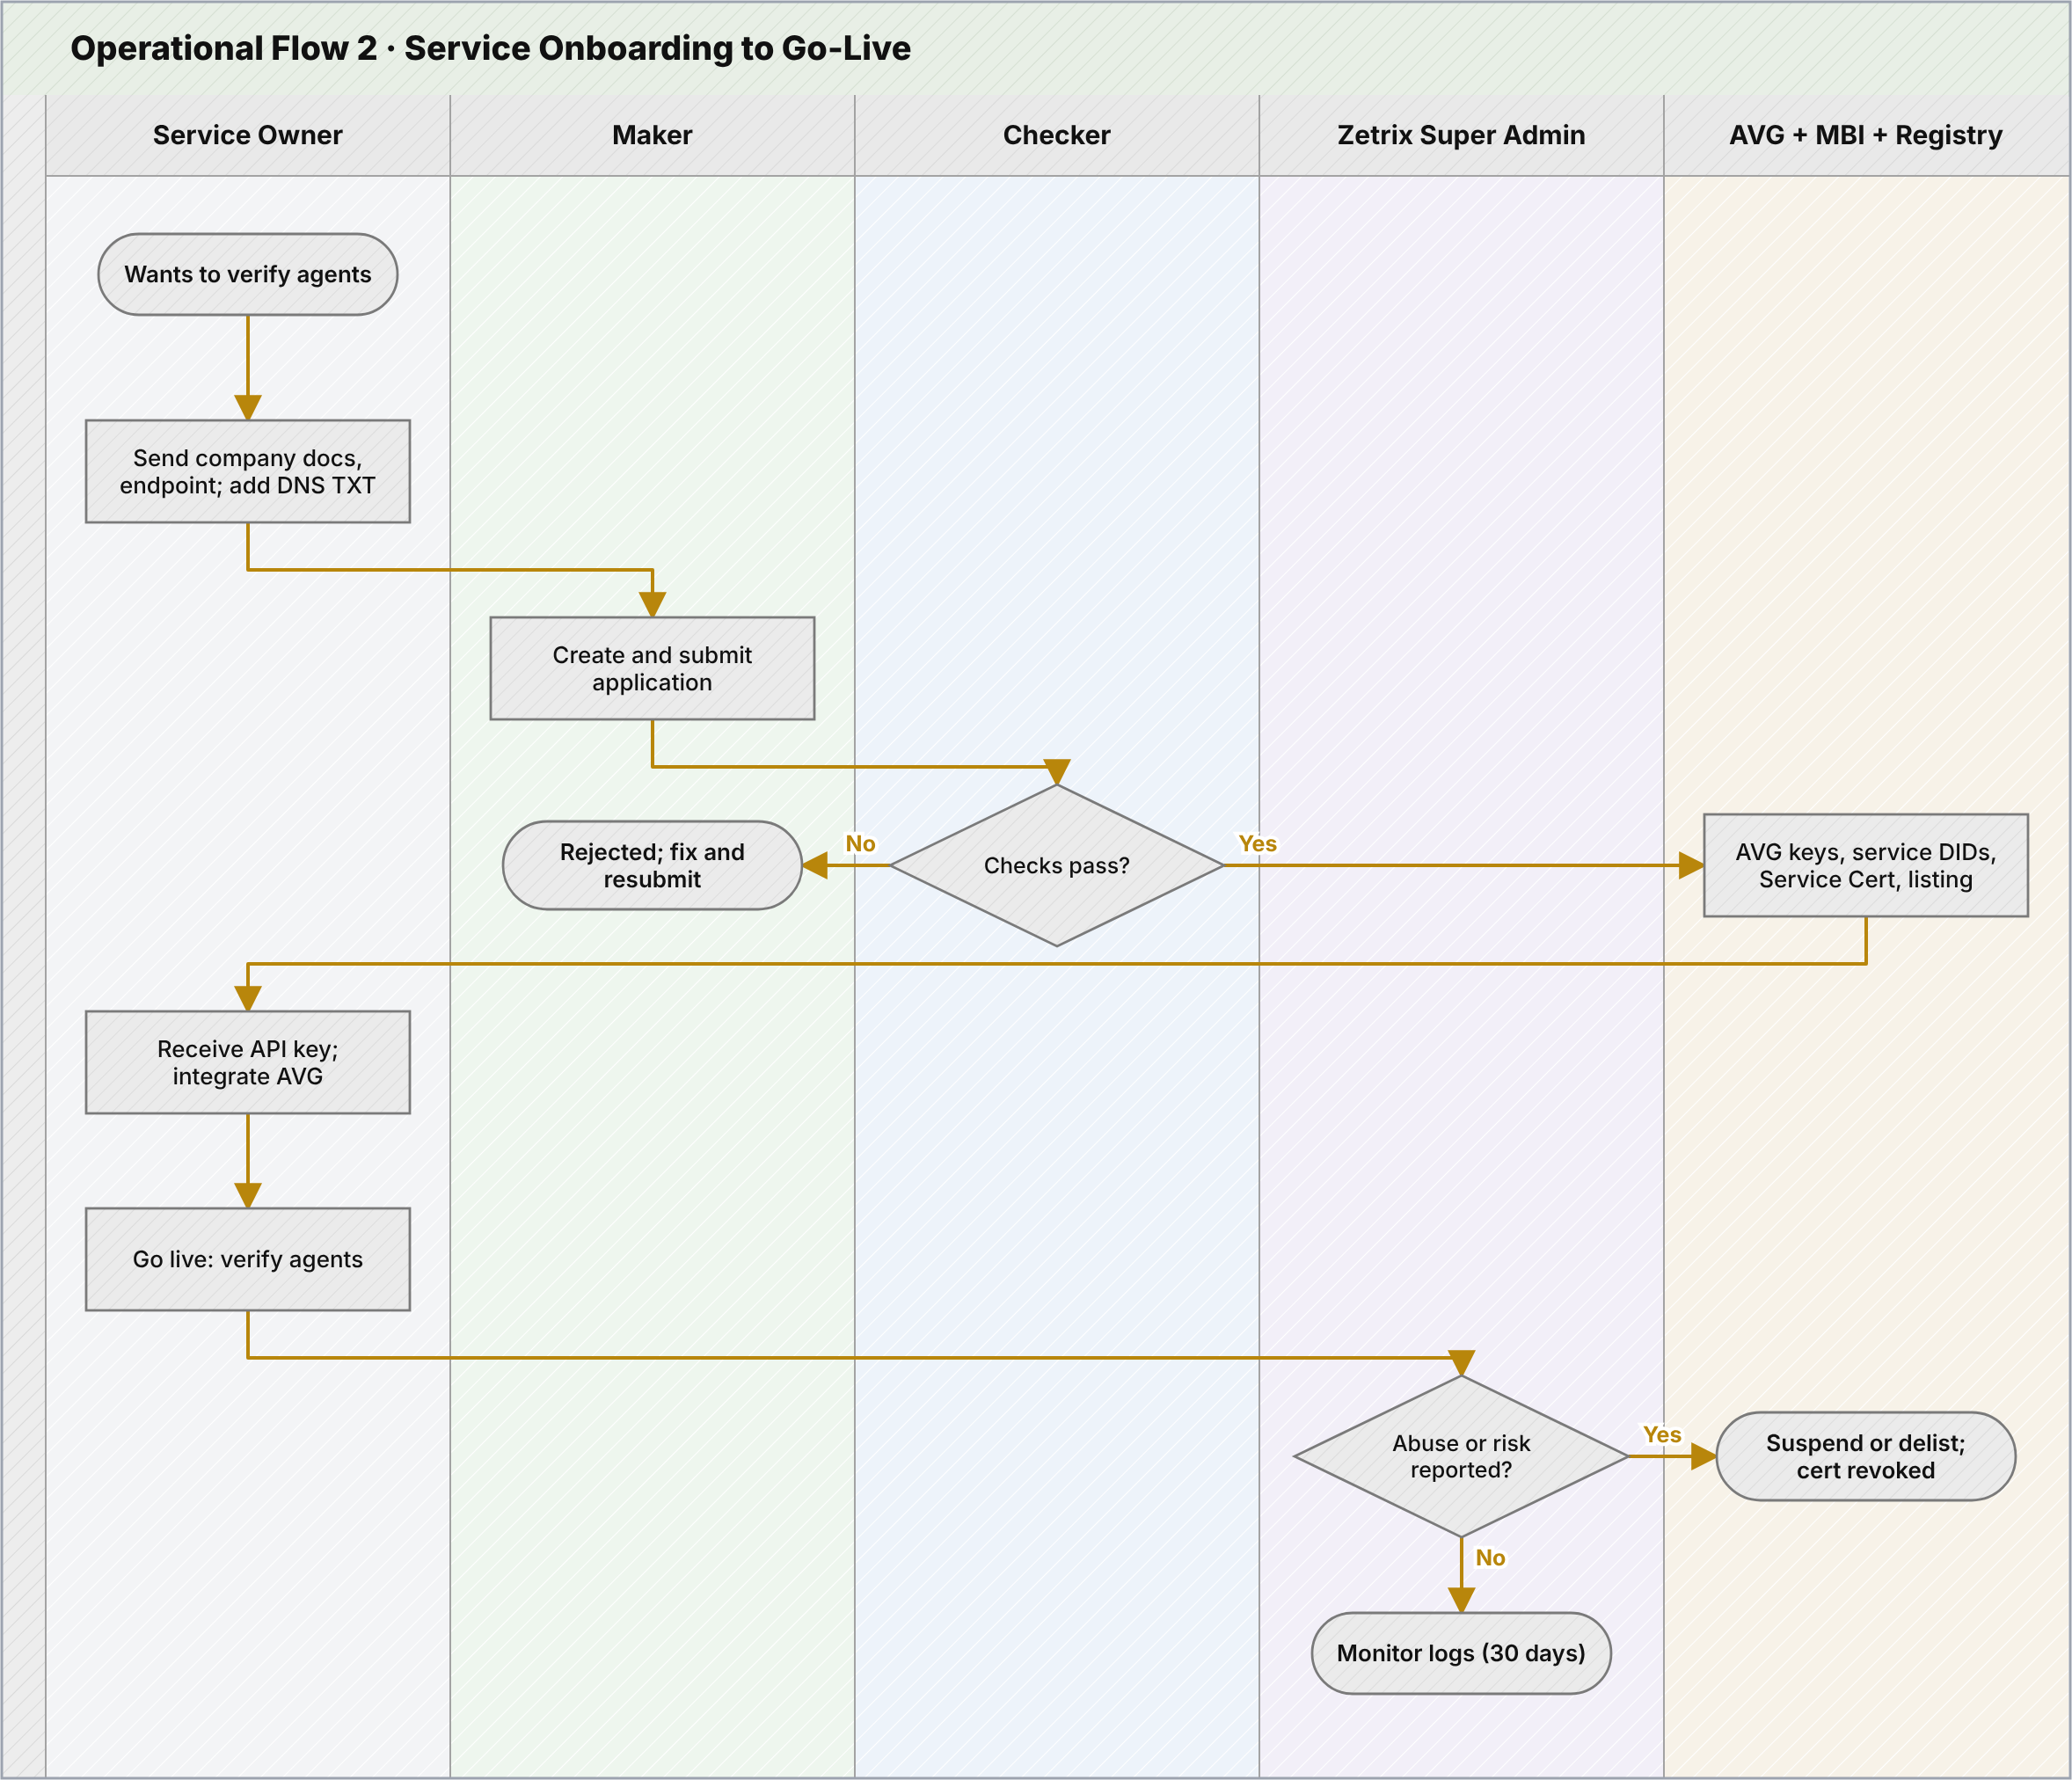 Operational Flow 2 · Service Onboarding to Go-Live
Service Owner
Maker
Checker
Zetrix Super Admin
AVG + MBI + Registry
Wants to verify agents
Send company docs,
endpoint; add DNS TXT
Create and submit
application
Rejected; fix and
resubmit
No
Checks pass?
Yes
AVG keys, service DIDs,
Service Cert, listing
Receive API key;
integrate AVG
Go live: verify agents
Abuse or risk
reported?
Yes
Suspend or delist;
cert revoked
No
Monitor logs (30 days)